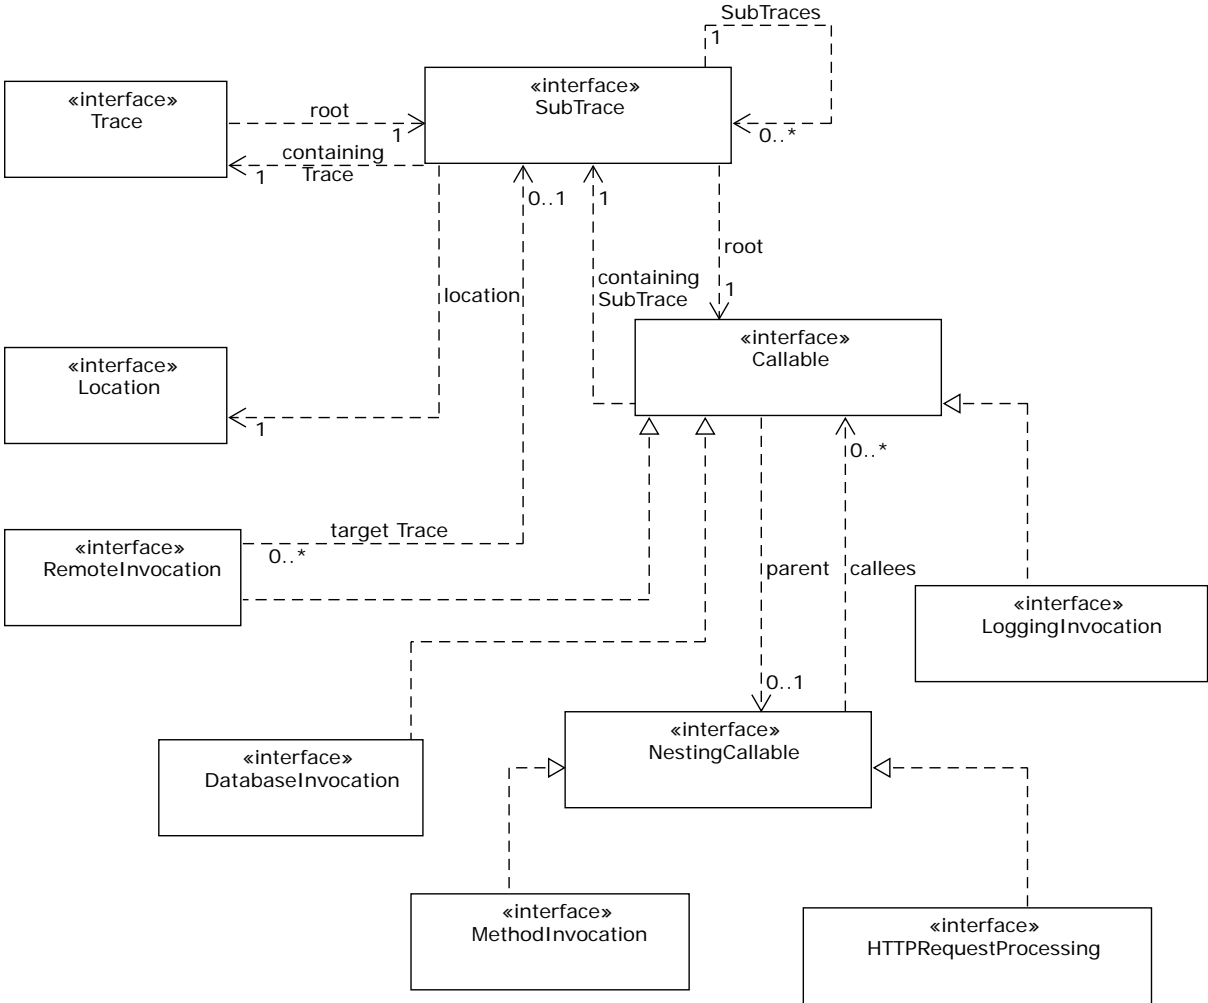 SubTraces
1
«interface»
SubTrace
0..*
«interface»
Trace
root
1
containing
Trace
1
0..1
1
root
1
location
containing
SubTrace
«interface»
Callable
«interface»
Location
1
0..*
target Trace
0..*
«interface»
RemoteInvocation
parent
callees
«interface»
LoggingInvocation
0..1
«interface»
NestingCallable
«interface»
DatabaseInvocation
«interface»
MethodInvocation
«interface»
HTTPRequestProcessing